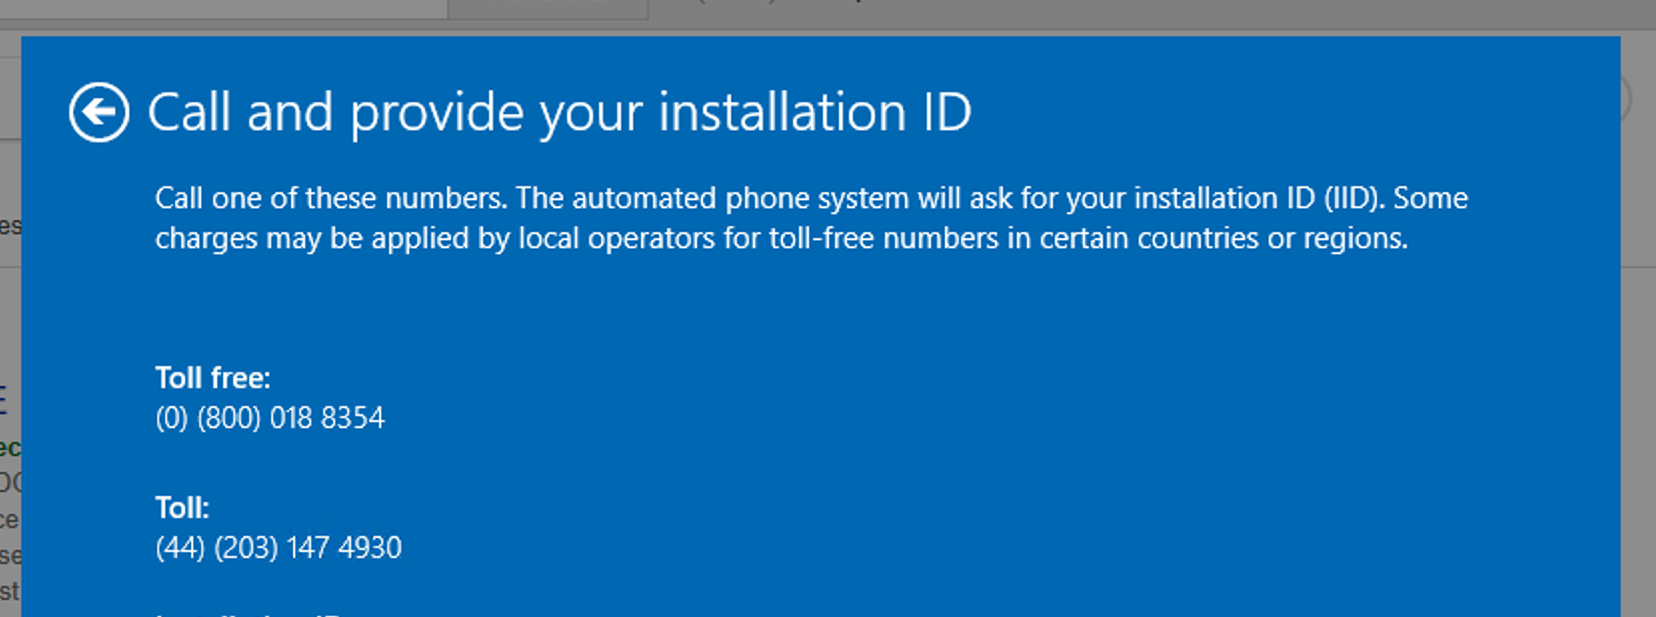 Call and provide your installation ID
Call one of these numbers. The automated phone system will ask for your installation ID (IID). Some
charges may be applied by local operators for toll-free numbers in certain countries or regions.
Toll free:
(0) (800) 018 8354
Toll:
(44) (203) 147 4930